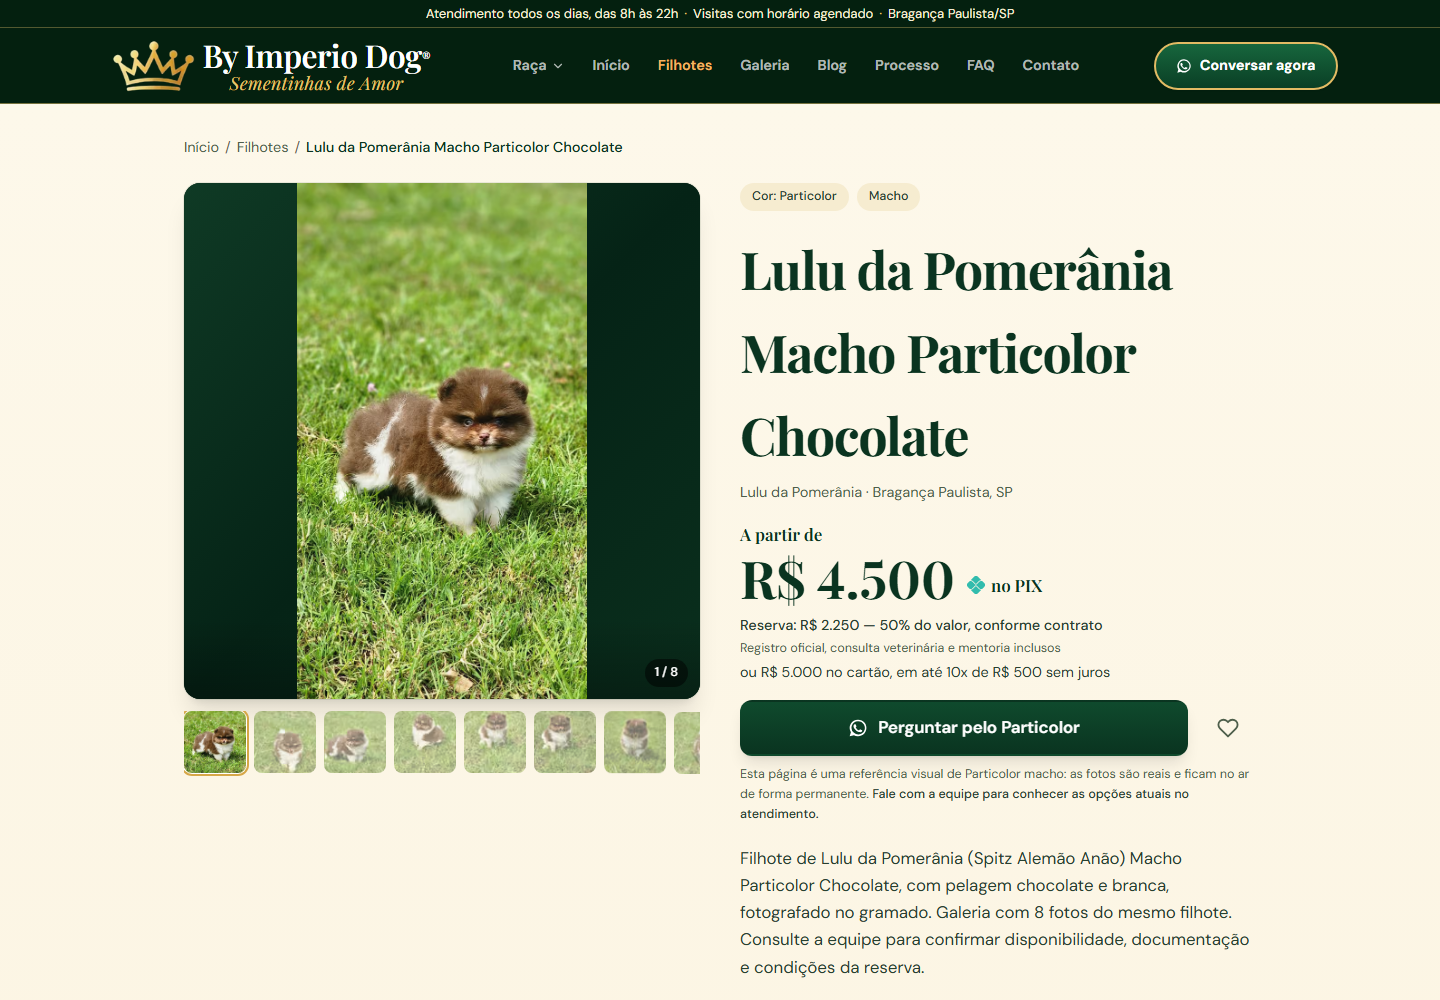 Atendimento todos os dias, das 8h às 22h · Visitas com horário agendado · Bragança Paulista/SP
By Imperio Dog®
Sementinhas de Amor
Raça
Início
Filhotes
Galeria
Blog
Processo
FAQ
Contato
Conversar agora
Início / Filhotes / Lulu da Pomerânia Macho Particolor Chocolate
1 / 8
Cor: Particolor
Macho
Lulu da Pomerânia
Macho Particolor
Chocolate
Lulu da Pomerânia · Bragança Paulista, SP
A partir de
R$ 4.500 no PIX
Reserva: R$ 2.250 — 50% do valor, conforme contrato
Registro oficial, consulta veterinária e mentoria inclusos
ou R$ 5.000 no cartão, em até 10x de R$ 500 sem juros
Perguntar pelo Particolor
Esta página é uma referência visual de Particolor macho: as fotos são reais e ficam no ar
de forma permanente. Fale com a equipe para conhecer as opções atuais no
atendimento.
Filhote de Lulu da Pomerânia (Spitz Alemão Anão) Macho
Particolor Chocolate, com pelagem chocolate e branca,
fotografado no gramado. Galeria com 8 fotos do mesmo filhote.
Consulte a equipe para confirmar disponibilidade, documentação
e condições da reserva.